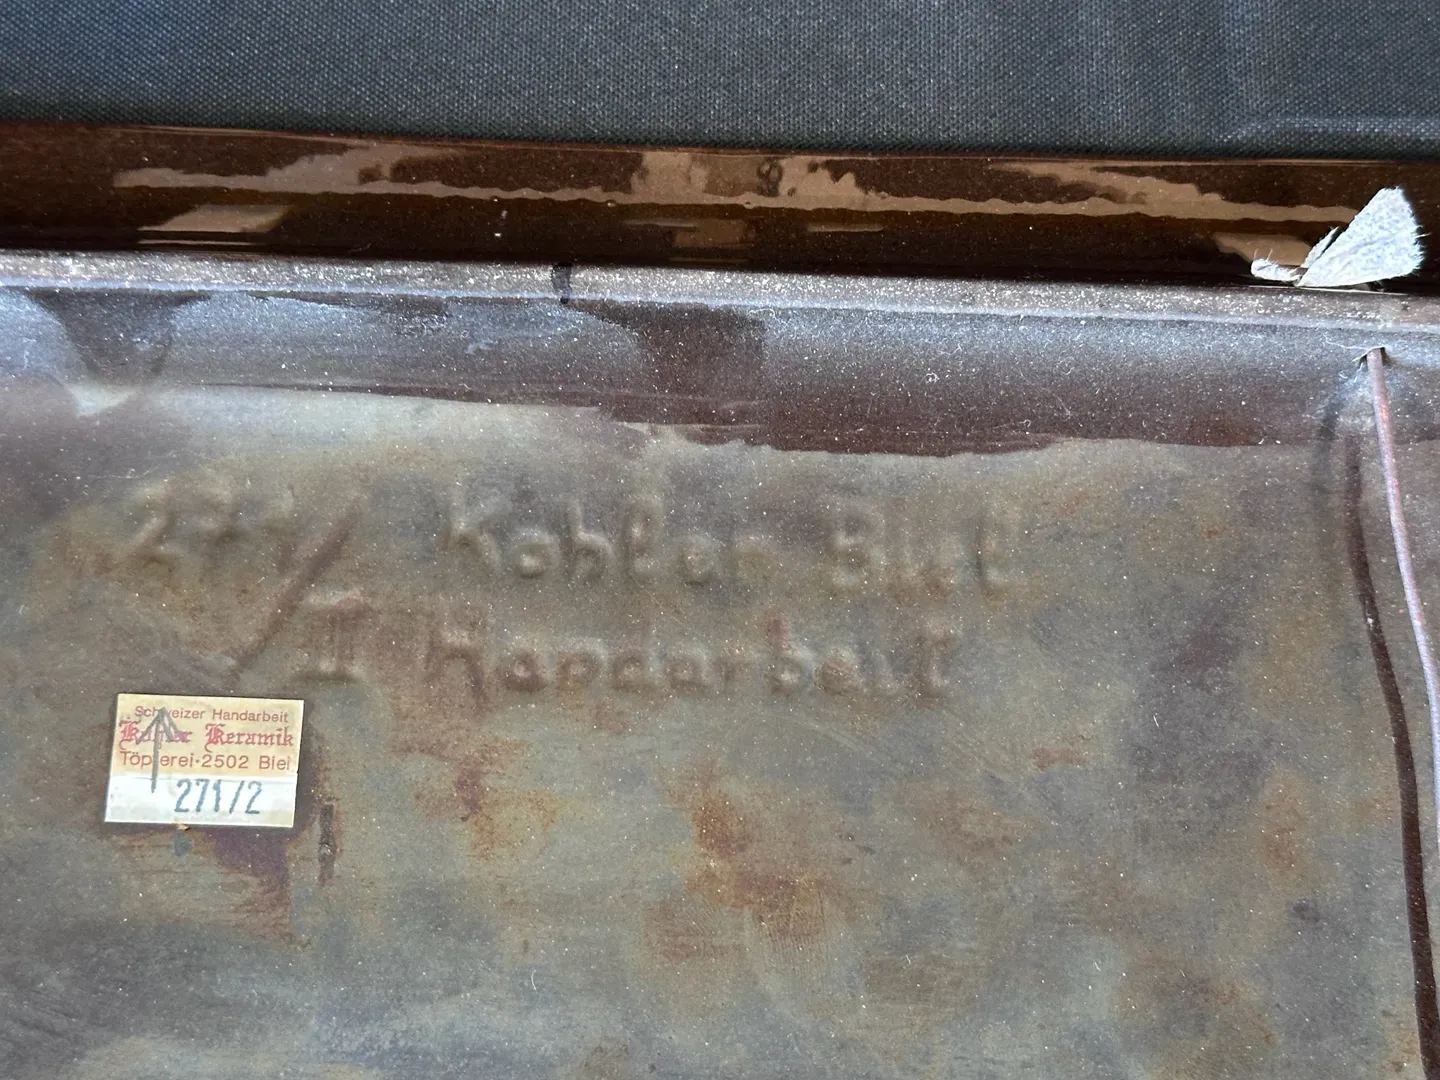 271/II Kohler Biel
Handarbeit
Schweizer Handarbeit
Keramik
Töpferei·2502 Biel
271/2